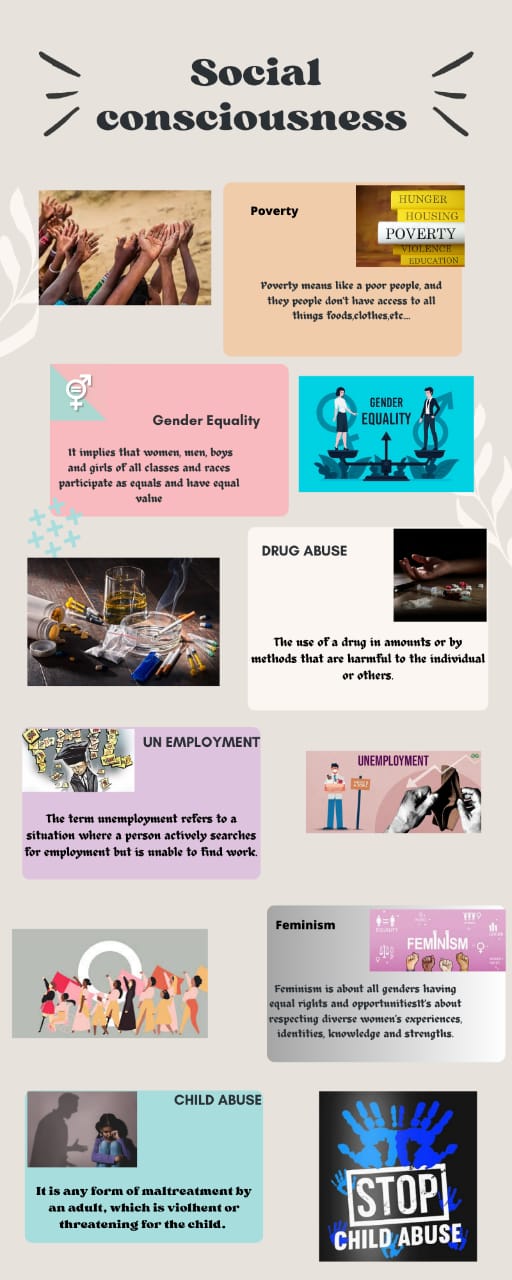 Social
consciousness
Poverty
HUNGER
HOUSING
POVERTY
VIOLENCE
EDUCATION
Poverty means like a poor people, and
they people don't have access to all
things foods,clothes,etc...
Gender Equality
It implies that women, men, boys
and girls of all classes and races
participate as equals and have equal
value
GENDER
EQUALITY
DRUG ABUSE
The use of a drug in amounts or by
methods that are harmful to the individual
or others.
UN EMPLOYMENT
The term unemployment refers to a
situation where a person actively searches
for employment but is unable to find work.
UNEMPLOYMENT
Feminism
EQUALITY
FEMINISM
Feminism is about all genders having
equal rights and opportunitiesIt's about
respecting diverse women's experiences,
identities, knowledge and strengths.
CHILD ABUSE
It is any form of maltreatment by
an adult, which is violhent or
threatening for the child.
STOP
CHILD ABUSE